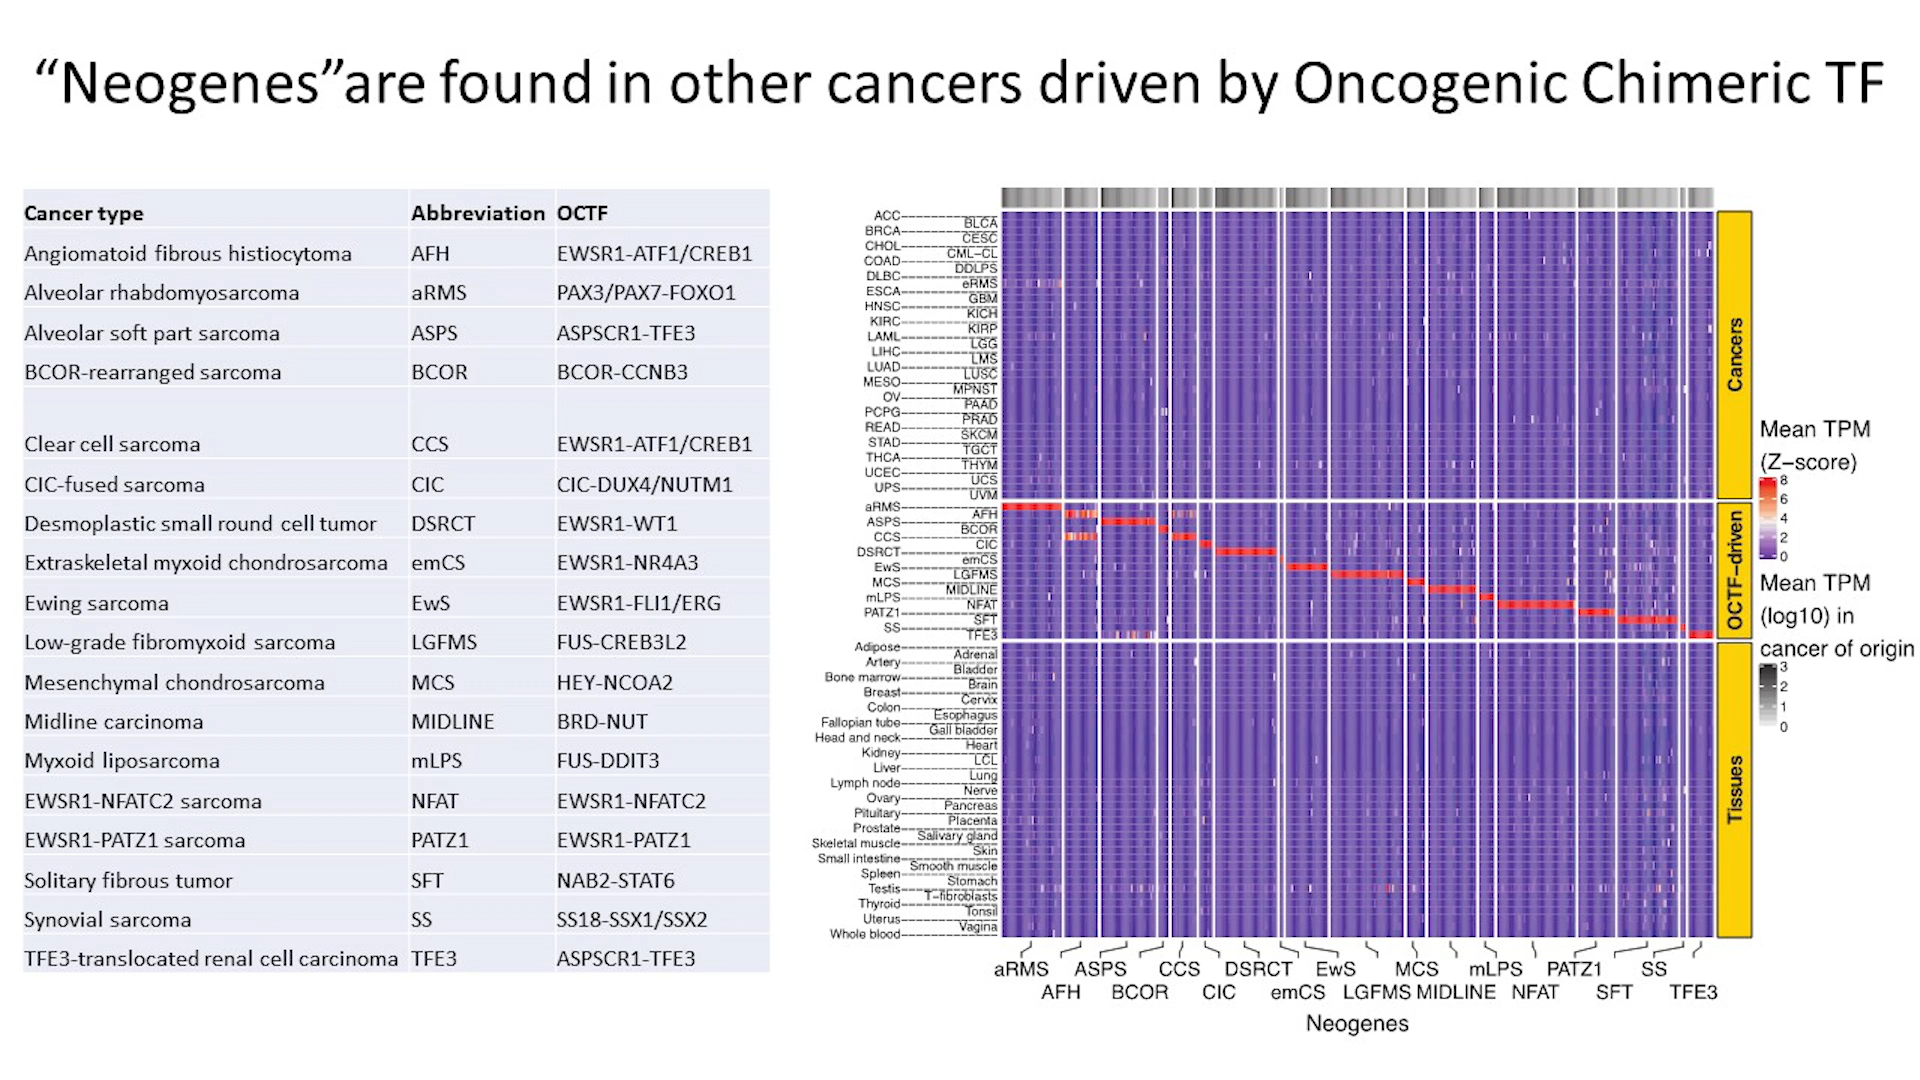 “Neogenes”are found in other cancers driven by Oncogenic Chimeric TF
Cancer type Abbreviation OCTF
Angiomatoid fibrous histiocytoma AFH EWSR1-ATF1/CREB1
Alveolar rhabdomyosarcoma aRMS PAX3/PAX7-FOXO1
Alveolar soft part sarcoma ASPS ASPSCR1-TFE3
BCOR-rearranged sarcoma BCOR BCOR-CCNB3
Clear cell sarcoma CCS EWSR1-ATF1/CREB1
CIC-fused sarcoma CIC CIC-DUX4/NUTM1
Desmoplastic small round cell tumor DSRCT EWSR1-WT1
Extraskeletal myxoid chondrosarcoma emCS EWSR1-NR4A3
Ewing sarcoma EwS EWSR1-FLI1/ERG
Low-grade fibromyxoid sarcoma LGFMS FUS-CREB3L2
Mesenchymal chondrosarcoma MCS HEY-NCOA2
Midline carcinoma MIDLINE BRD-NUT
Myxoid liposarcoma mLPS FUS-DDIT3
EWSR1-NFATC2 sarcoma NFAT EWSR1-NFATC2
EWSR1-PATZ1 sarcoma PATZ1 EWSR1-PATZ1
Solitary fibrous tumor SFT NAB2-STAT6
Synovial sarcoma SS SS18-SSX1/SSX2
TFE3-translocated renal cell carcinoma TFE3 ASPSCR1-TFE3
ACC
BLCA
BRCA
CESC
CHOL
CML-CL
COAD
DDLPS
DLBC
eRMS
ESCA
GBM
HNSC
KICH
KIRC
KIRP
LAML
LGG
LIHC
LMS
LUAD
LUSC
MESO
MPNST
OV
PAAD
PCPG
PRAD
READ
SKCM
STAD
TGCT
THCA
THYM
UCEC
UCS
UPS
UVM
aRMS
AFH
ASPS
BCOR
CCS
CIC
DSRCT
emCS
EwS
LGFMS
MCS
MIDLINE
mLPS
NFAT
PATZ1
SFT
SS
TFE3
Adipose
Adrenal
Artery
Bladder
Bone marrow
Brain
Breast
Cervix
Colon
Esophagus
Fallopian tube
Gall bladder
Head and neck
Heart
Kidney
LCL
Liver
Lung
Lymph node
Nerve
Ovary
Pancreas
Pituitary
Placenta
Prostate
Salivary gland
Skeletal muscle
Skin
Small intestine
Smooth muscle
Spleen
Stomach
Testis
T-fibroblasts
Thyroid
Tonsil
Uterus
Vagina
Whole blood
Cancers
OCTF-driven
Tissues
Mean TPM
(Z-score)
8
6
4
2
0
Mean TPM
(log10) in
cancer of origin
3
2
1
0
aRMS ASPS CCS DSRCT EwS MCS mLPS PATZ1 SS
AFH BCOR CIC emCS LGFMS MIDLINE NFAT SFT TFE3
Neogenes